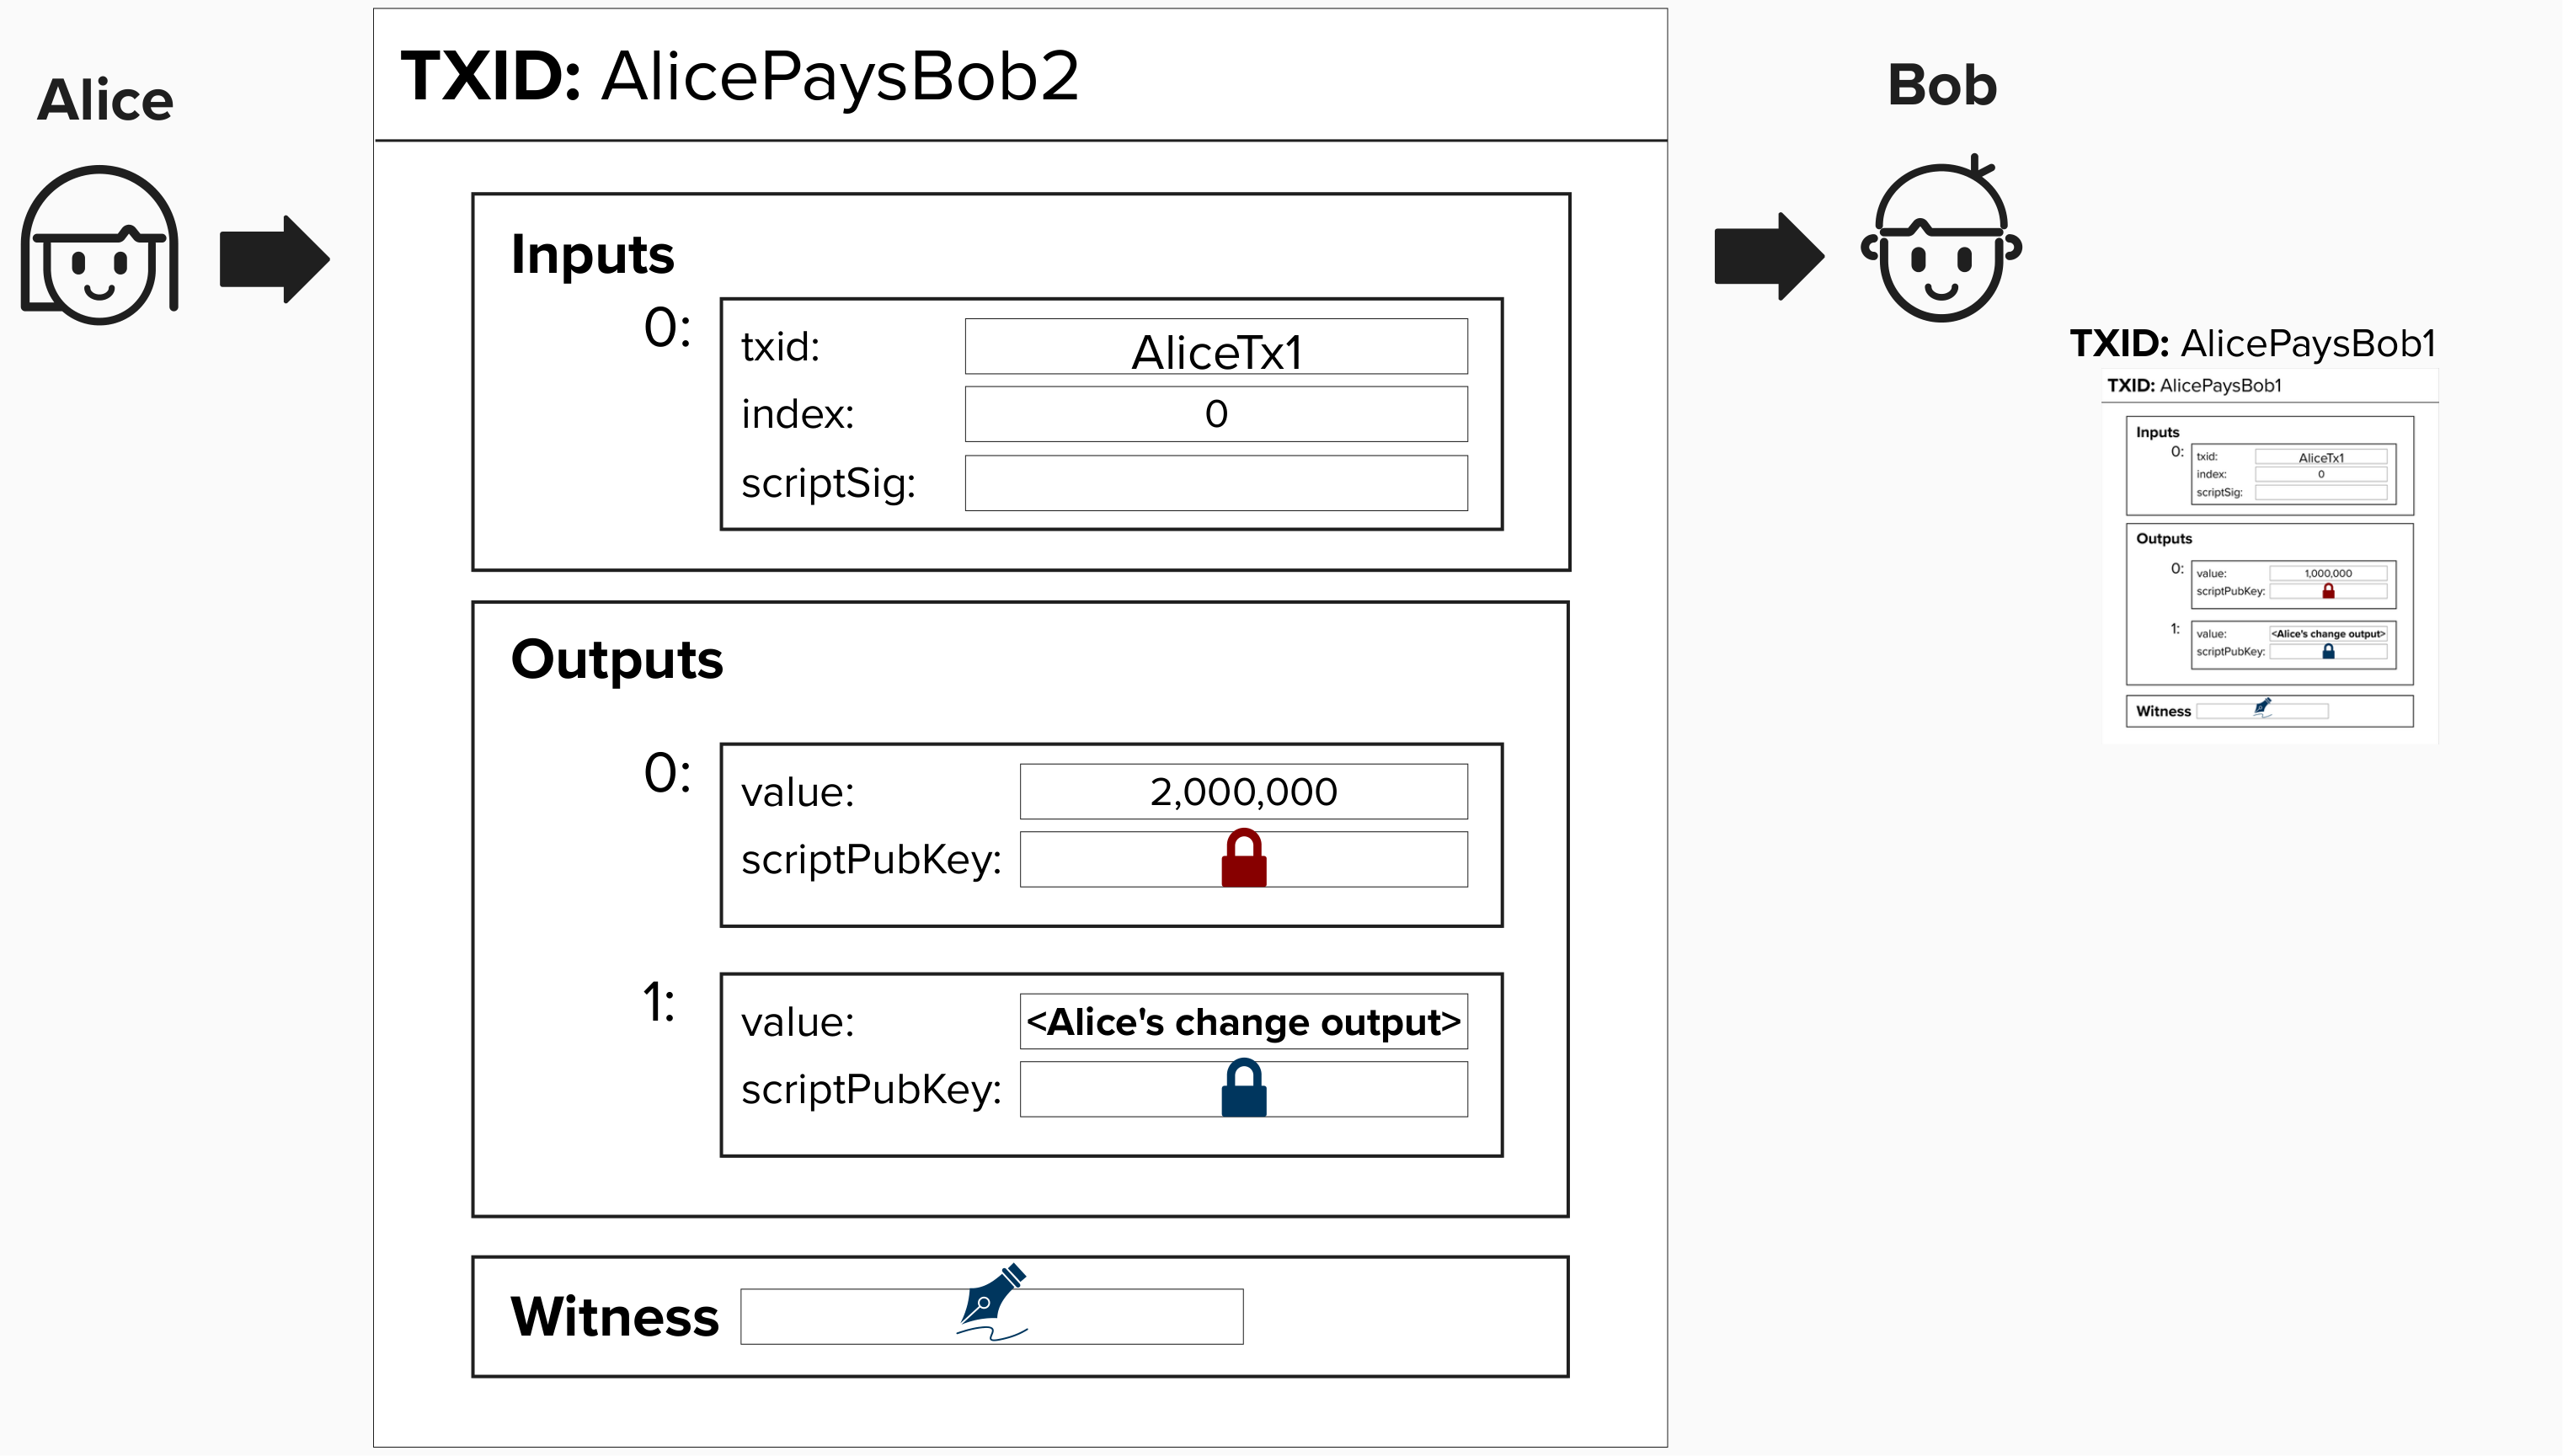 Alice
TXID: AlicePaysBob2
Inputs
0:
txid: AliceTx1
index: 0
scriptSig:
Outputs
0:
value: 2,000,000
scriptPubKey:
1:
value: <Alice's change output>
scriptPubKey:
Witness
Bob
TXID: AlicePaysBob1
TXID: AlicePaysBob1
Inputs
0:
txid: AliceTx1
index: 0
scriptSig:
Outputs
0:
value: 1,000,000
scriptPubKey:
1:
value: <Alice's change output>
scriptPubKey:
Witness